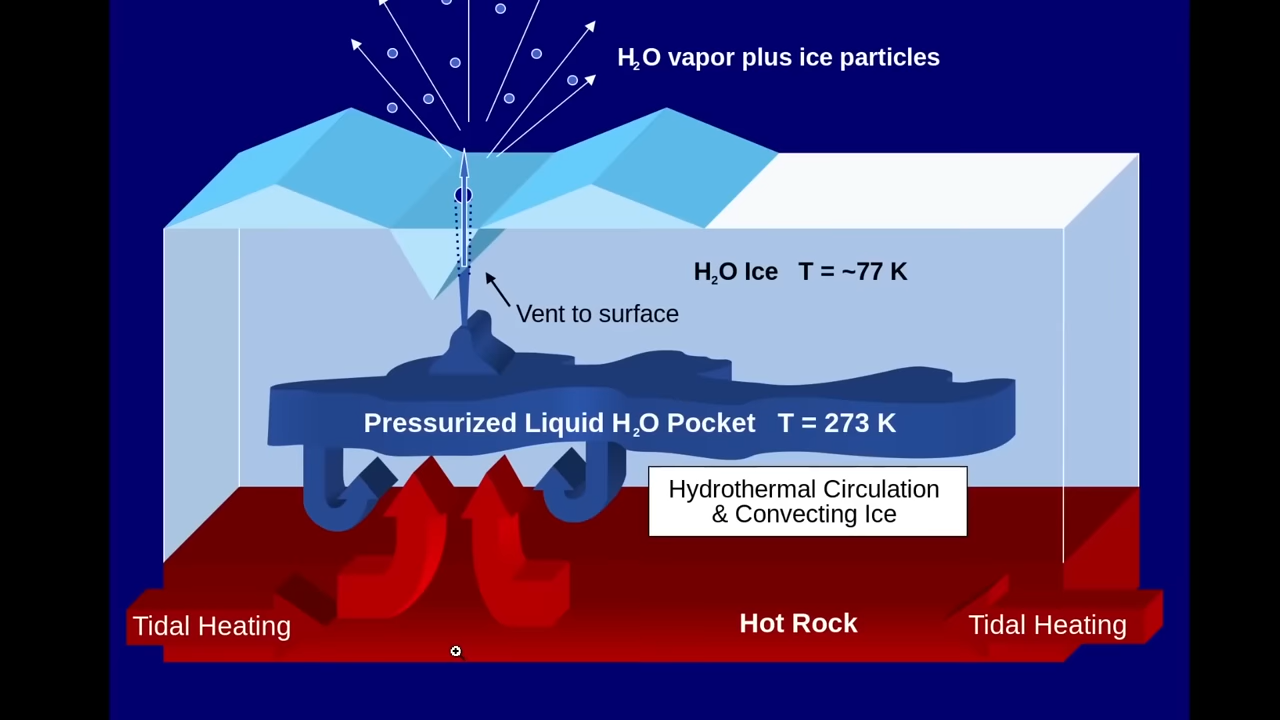 H₂O vapor plus ice particles
H₂O Ice T = ~77 K
Vent to surface
Pressurized Liquid H₂O Pocket T = 273 K
Hydrothermal Circulation
& Convecting Ice
Tidal Heating
Hot Rock
Tidal Heating